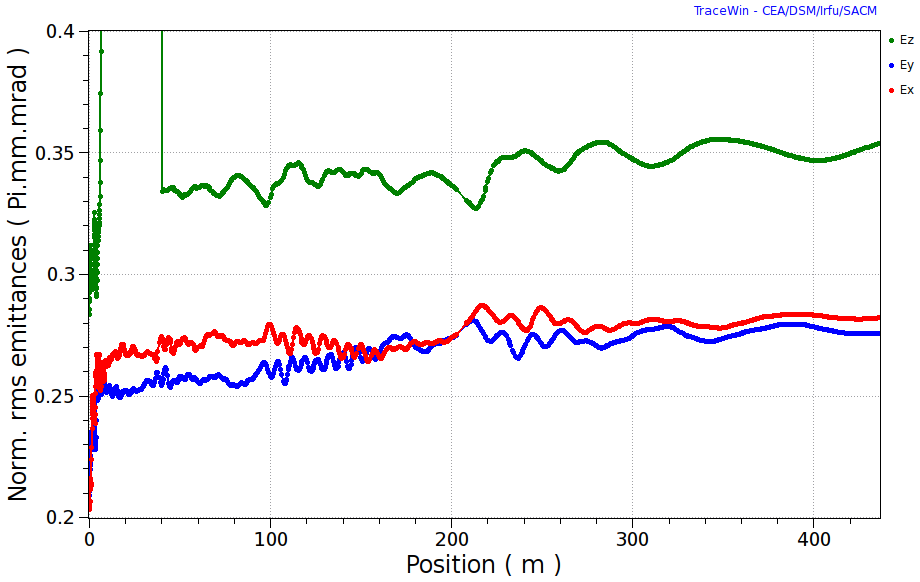 TraceWin - CEA/DSM/Irfu/SACM
Norm. rms emittances ( Pi.mm.mrad )
0.4
0.35
0.3
0.25
0.2
0
100
200
300
400
Position ( m )
Ez
Ey
Ex